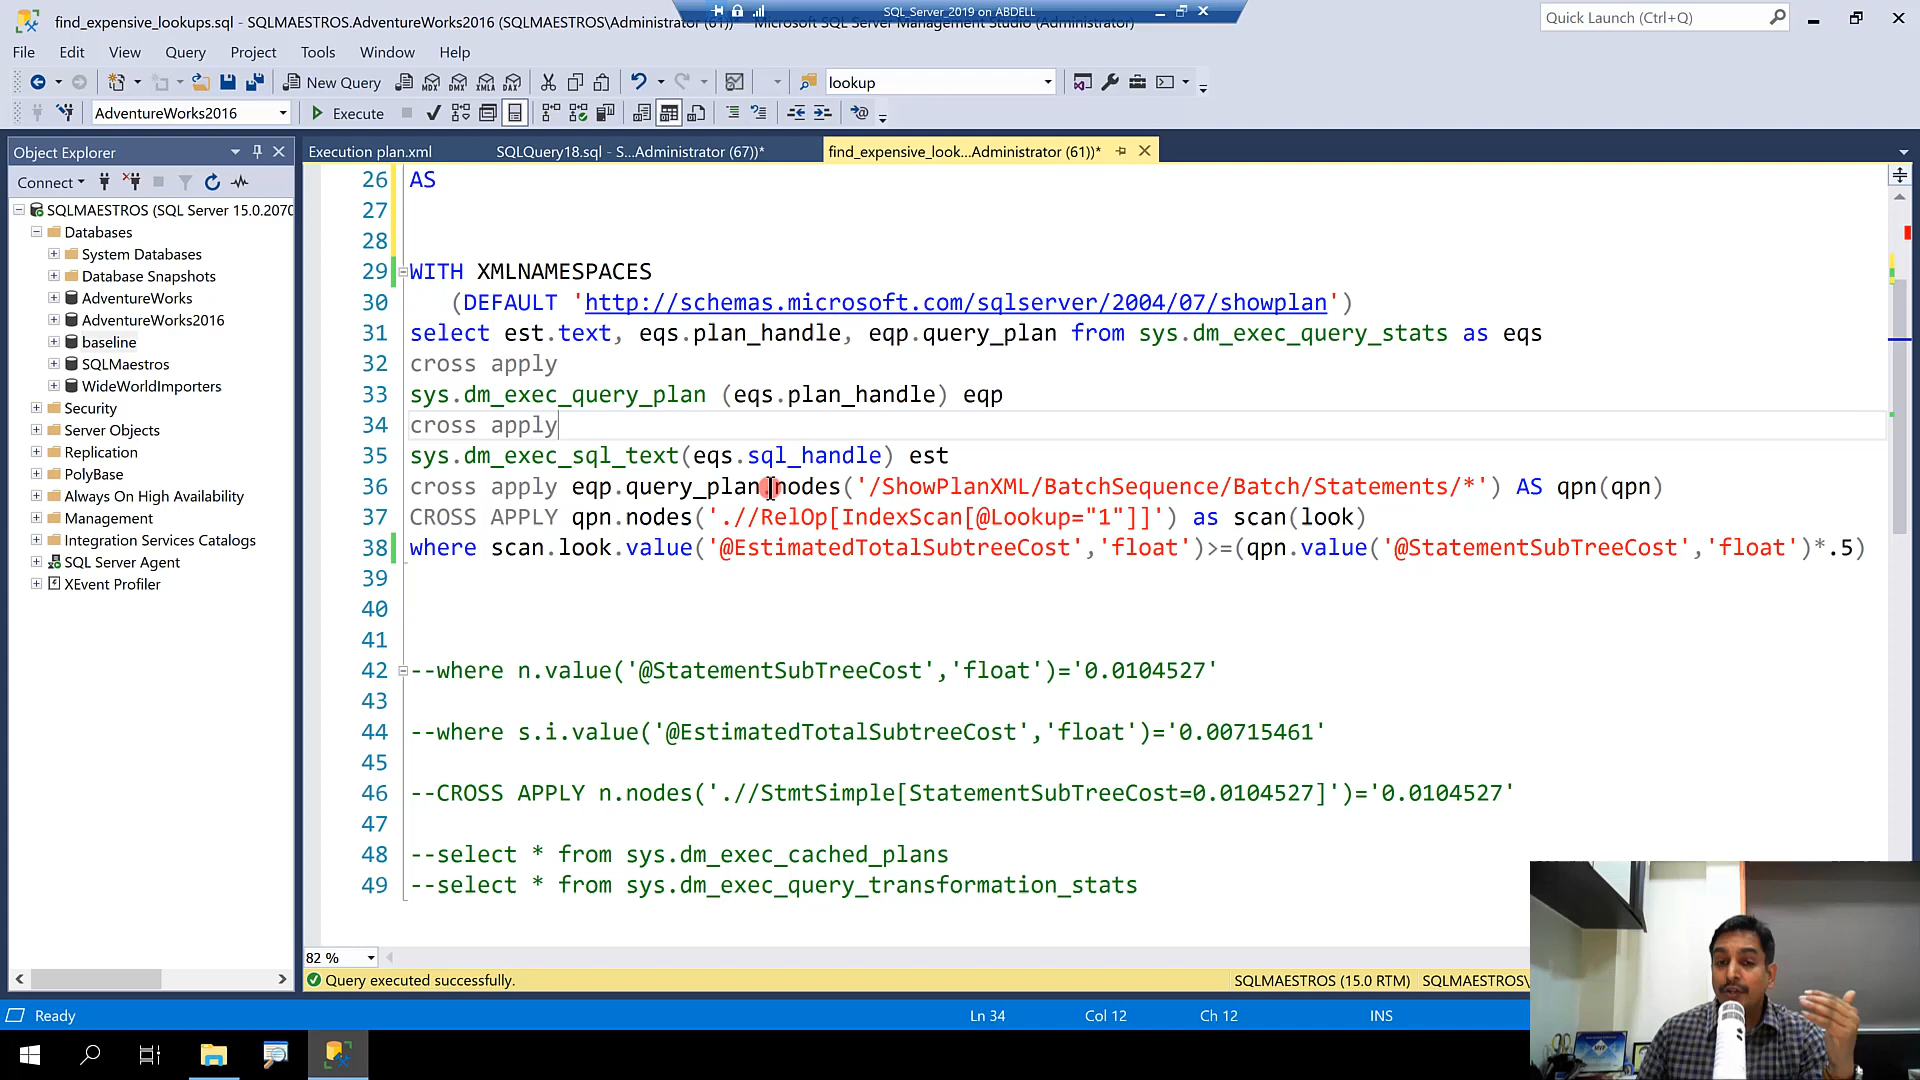 find_expensive_lookups.sql - SQLMAESTROS.AdventureWorks2016 (SQLMAESTROS\Administrator (61))* - Microsoft SQL Server Management Studio (Administrator)
SQL_Server_2019 on ABDELL
Quick Launch (Ctrl+Q)
File Edit View Query Project Tools Window Help
New Query
MDX DMX XMLA DAX
lookup
AdventureWorks2016
Execute
Object Explorer
Execution plan.xml
SQLQuery18.sql - S...Administrator (67))*
find_expensive_look...Administrator (61))*
Connect
SQLMAESTROS (SQL Server 15.0.2070
Databases
System Databases
Database Snapshots
AdventureWorks
AdventureWorks2016
baseline
SQLMaestros
WideWorldImporters
Security
Server Objects
Replication
PolyBase
Always On High Availability
Management
Integration Services Catalogs
SQL Server Agent
XEvent Profiler
26 AS
27
28
29 WITH XMLNAMESPACES
30 (DEFAULT 'http://schemas.microsoft.com/sqlserver/2004/07/showplan')
31 select est.text, eqs.plan_handle, eqp.query_plan from sys.dm_exec_query_stats as eqs
32 cross apply
33 sys.dm_exec_query_plan (eqs.plan_handle) eqp
34 cross apply
35 sys.dm_exec_sql_text(eqs.sql_handle) est
36 cross apply eqp.query_plan.nodes('/ShowPlanXML/BatchSequence/Batch/Statements/*') AS qpn(qpn)
37 CROSS APPLY qpn.nodes('.//RelOp[IndexScan[@Lookup="1"]]') as scan(look)
38 where scan.look.value('@EstimatedTotalSubtreeCost','float')>=(qpn.value('@StatementSubTreeCost','float')*.5)
39
40
41
42 --where n.value('@StatementSubTreeCost','float')='0.0104527'
43
44 --where s.i.value('@EstimatedTotalSubtreeCost','float')='0.00715461'
45
46 --CROSS APPLY n.nodes('.//StmtSimple[StatementSubTreeCost=0.0104527]')='0.0104527'
47
48 --select * from sys.dm_exec_cached_plans
49 --select * from sys.dm_exec_query_transformation_stats
82 %
Query executed successfully.
SQLMAESTROS (15.0 RTM)
SQLMAESTROS\
Ready
Ln 34
Col 12
Ch 12
INS